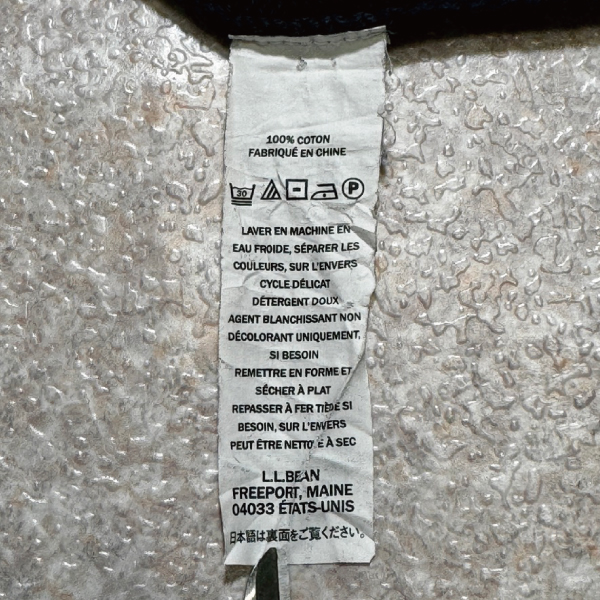 100% COTON
FABRIQUÉ EN CHINE
30 P
LAVER EN MACHINE EN
EAU FROIDE, SÉPARER LES
COULEURS, SUR L'ENVERS
CYCLE DÉLICAT
DÉTERGENT DOUX
AGENT BLANCHISSANT NON
DÉCOLORANT UNIQUEMENT,
SI BESOIN
REMETTRE EN FORME ET
SÉCHER À PLAT
REPASSER À FER TIÈDE SI
BESOIN, SUR L'ENVERS
PEUT ÊTRE NETTOYÉ À SEC
L.L.BEAN
FREEPORT, MAINE
04033 ÉTATS-UNIS
日本語は裏面をご覧ください。